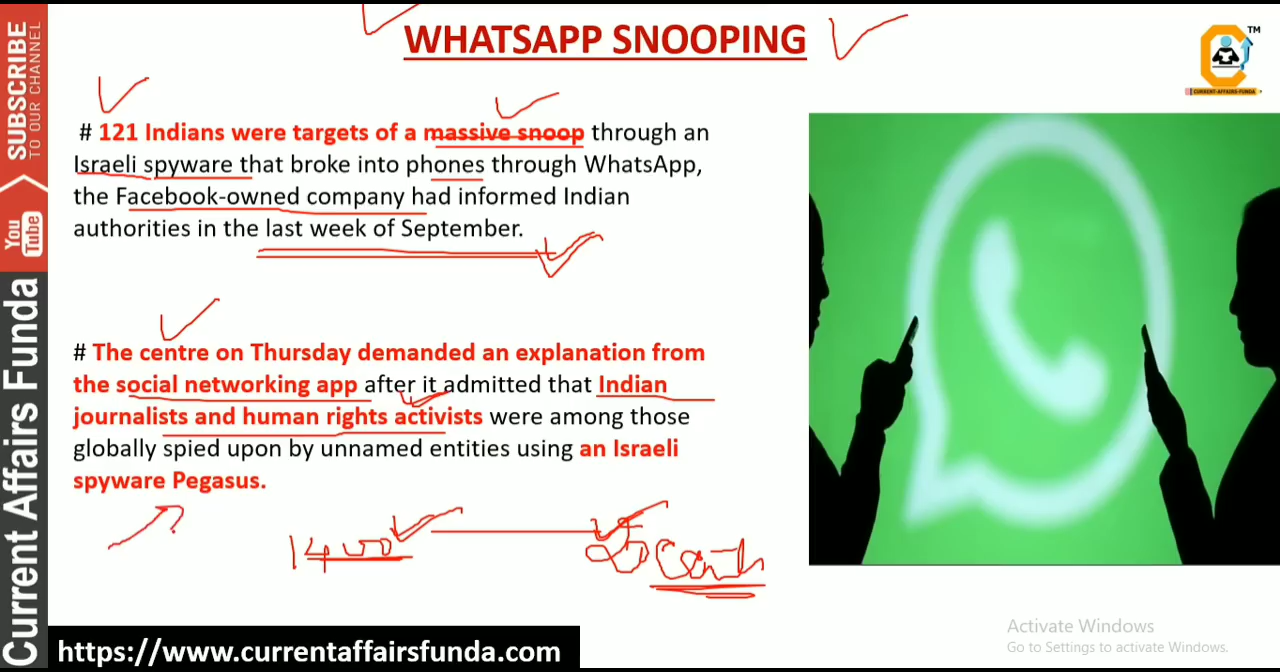 WHATSAPP SNOOPING
TM
CURRENT-AFFAIRS-FUNDA
# 121 Indians were targets of a massive snoop through an
Israeli spyware that broke into phones through WhatsApp,
the Facebook-owned company had informed Indian
authorities in the last week of September.
# The centre on Thursday demanded an explanation from
the social networking app after it admitted that Indian
journalists and human rights activists were among those
globally spied upon by unnamed entities using an Israeli
spyware Pegasus.
1400
SUBSCRIBE
TO OUR CHANNEL
You Tube
Current Affairs Funda
https://www.currentaffairsfunda.com
Activate Windows
Go to Settings to activate Windows.